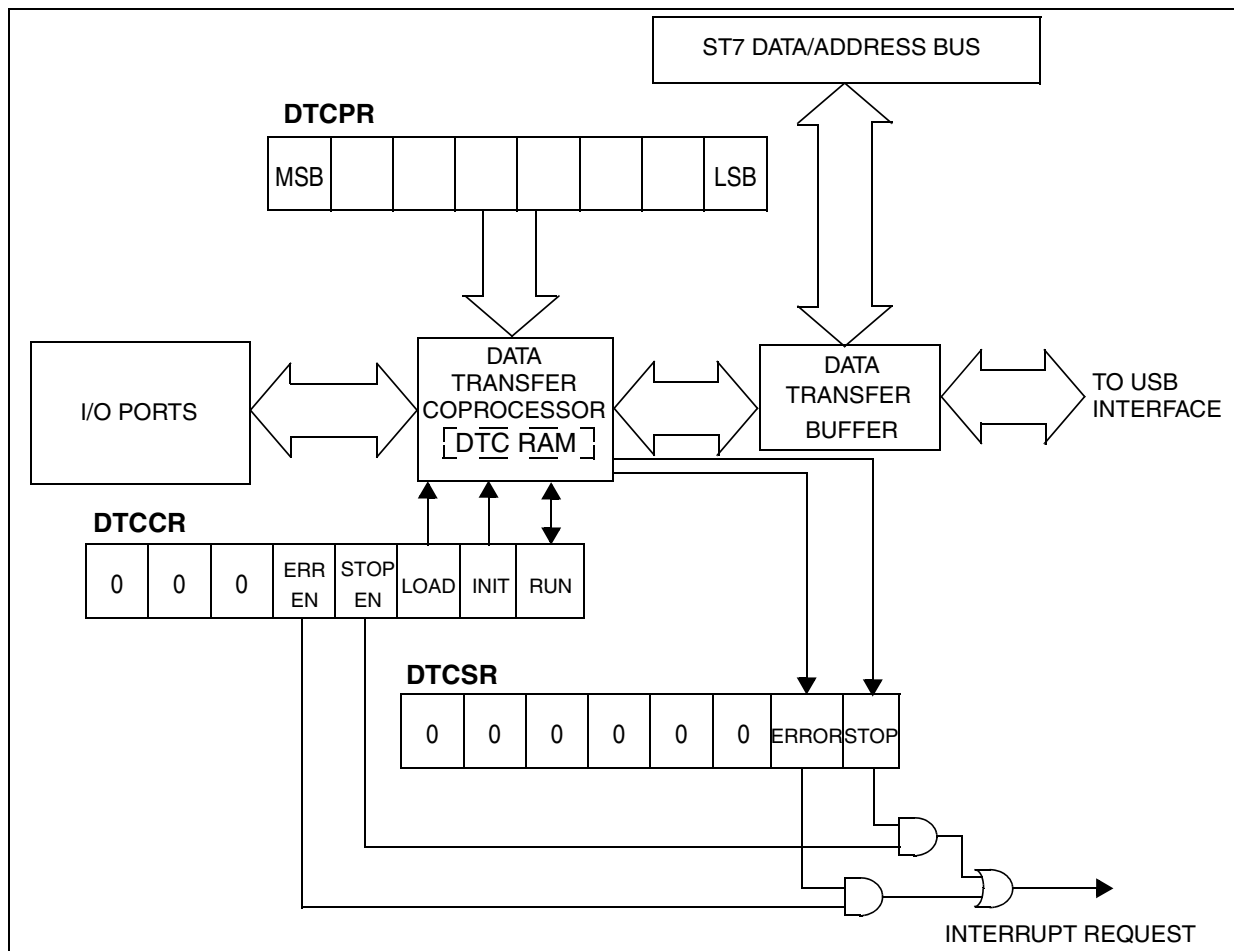 ST7 DATA/ADDRESS BUS
DTCPR
MSB LSB
I/O PORTS
DATA
TRANSFER
COPROCESSOR
DTC RAM
DATA
TRANSFER
BUFFER
TO USB
INTERFACE
DTCCR
0 0 0 ERR EN STOP EN LOAD INIT RUN
DTCSR
0 0 0 0 0 0 ERROR STOP
INTERRUPT REQUEST